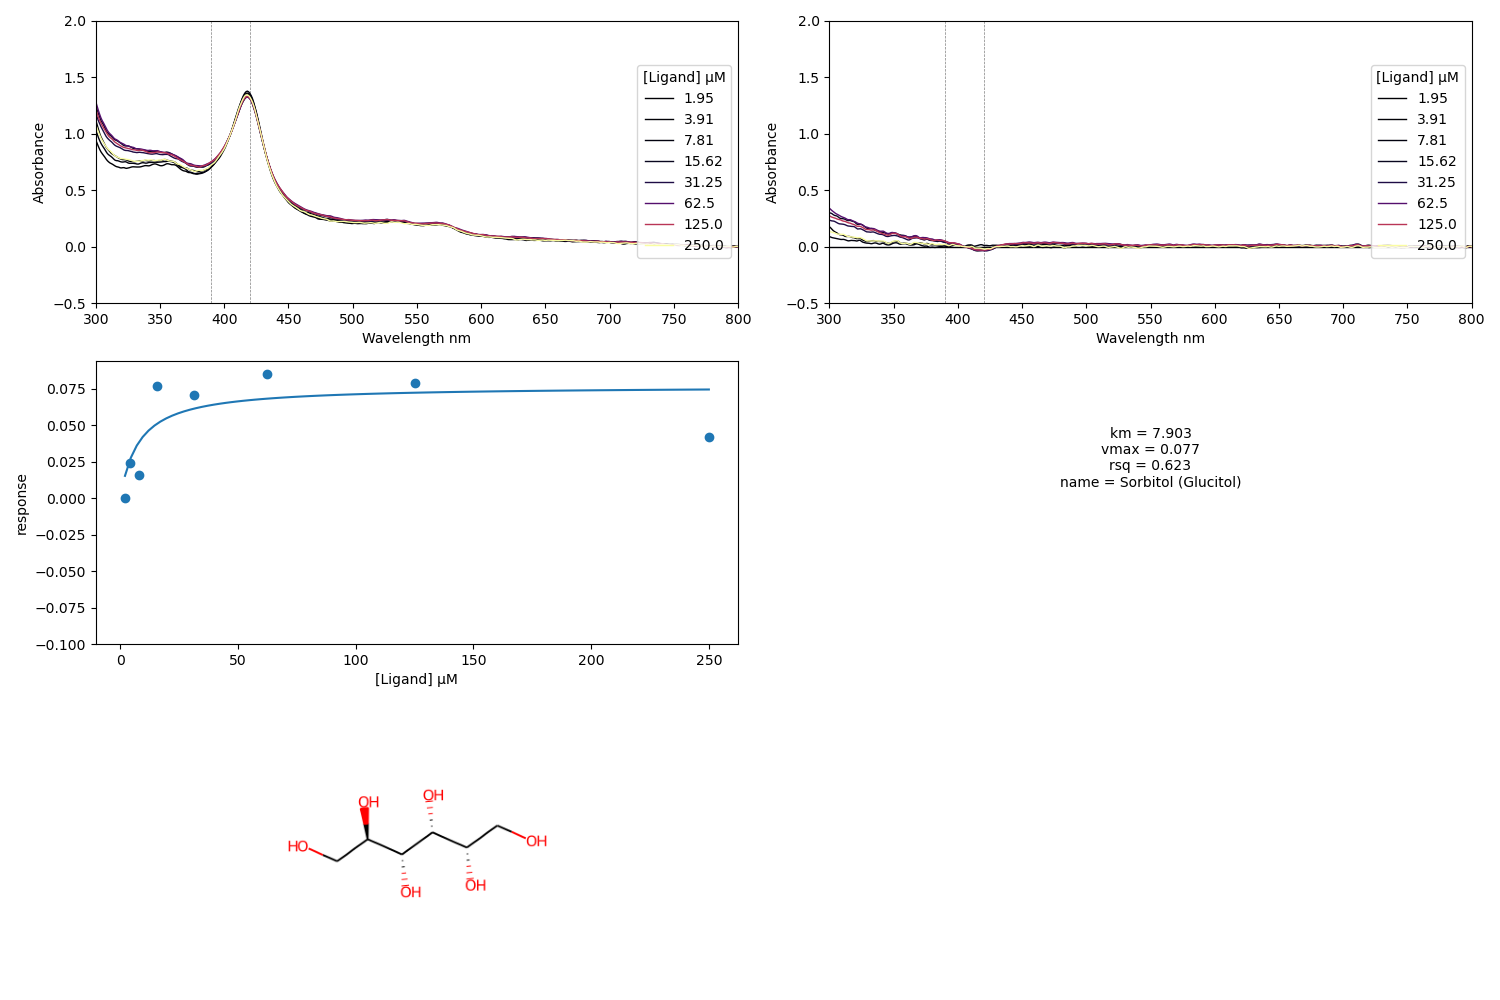 2.0
1.5
1.0
0.5
0.0
−0.5
Absorbance
300 350 400 450 500 550 600 650 700 750 800
Wavelength nm
[Ligand] µM
1.95
3.91
7.81
15.62
31.25
62.5
125.0
250.0
2.0
1.5
1.0
0.5
0.0
−0.5
Absorbance
300 350 400 450 500 550 600 650 700 750 800
Wavelength nm
[Ligand] µM
1.95
3.91
7.81
15.62
31.25
62.5
125.0
250.0
0.075
0.050
0.025
0.000
−0.025
−0.050
−0.075
−0.100
response
0 50 100 150 200 250
[Ligand] µM
km = 7.903
vmax = 0.077
rsq = 0.623
name = Sorbitol (Glucitol)
OH
OH
HO
OH
OH
OH